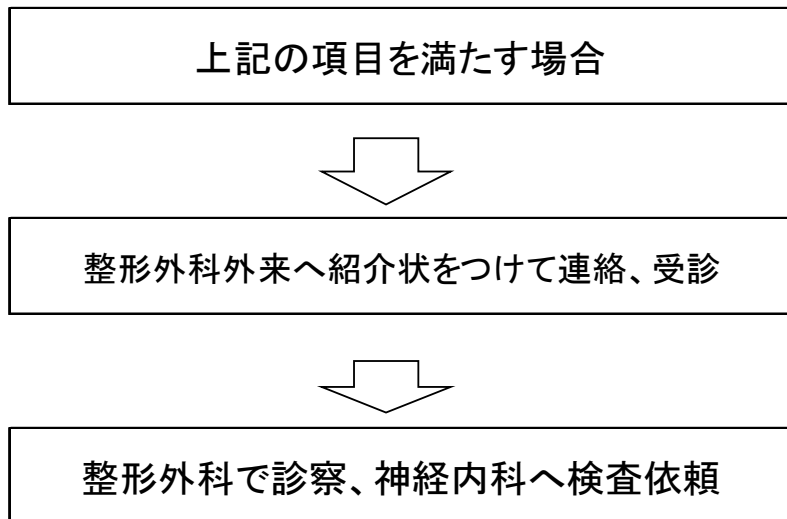 上記の項目を満たす場合
整形外科外来へ紹介状をつけて連絡、受診
整形外科で診察、神経内科へ検査依頼